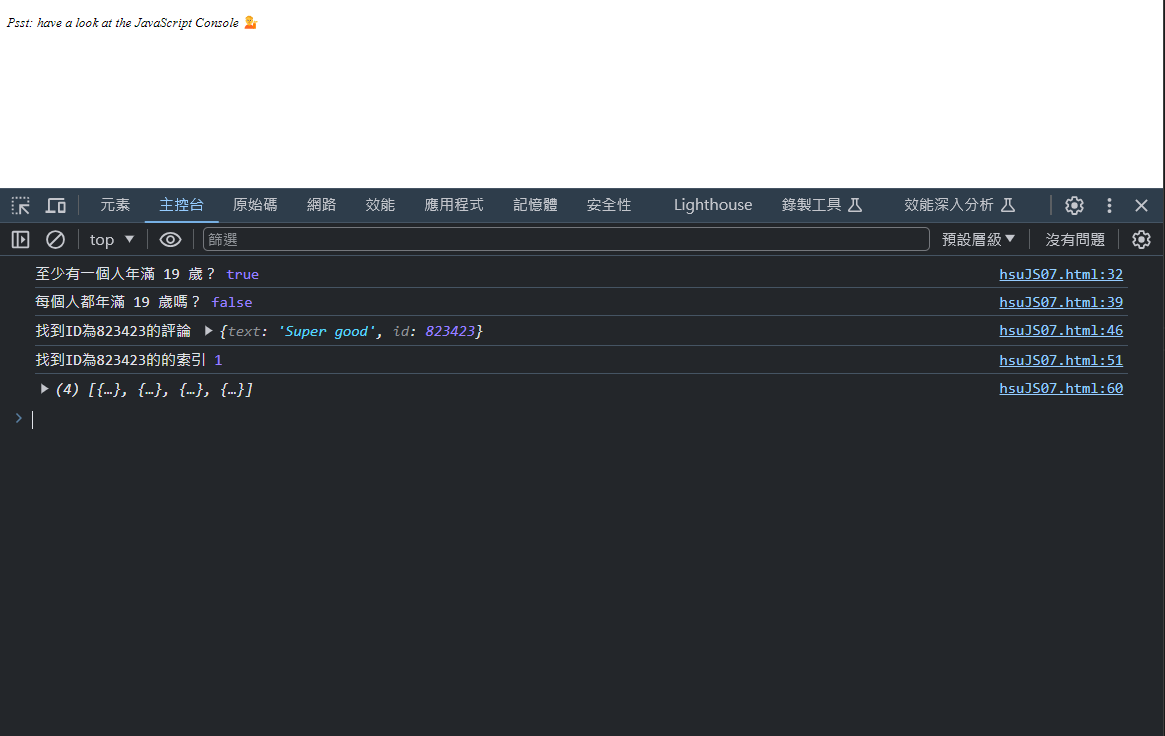 Psst: have a look at the JavaScript Console 💁
元素 主控台 原始碼 網路 效能 應用程式 記憶體 安全性 Lighthouse 錄製工具 效能深入分析
top 篩選 預設層級 沒有問題
至少有一個人年滿 19 歲？ true hsuJS07.html:32
每個人都年滿 19 歲嗎？ false hsuJS07.html:39
找到ID為823423的評論 ▶{text: 'Super good', id: 823423} hsuJS07.html:46
找到ID為823423的的索引 1 hsuJS07.html:51
▶(4) [{…}, {…}, {…}, {…}] hsuJS07.html:60